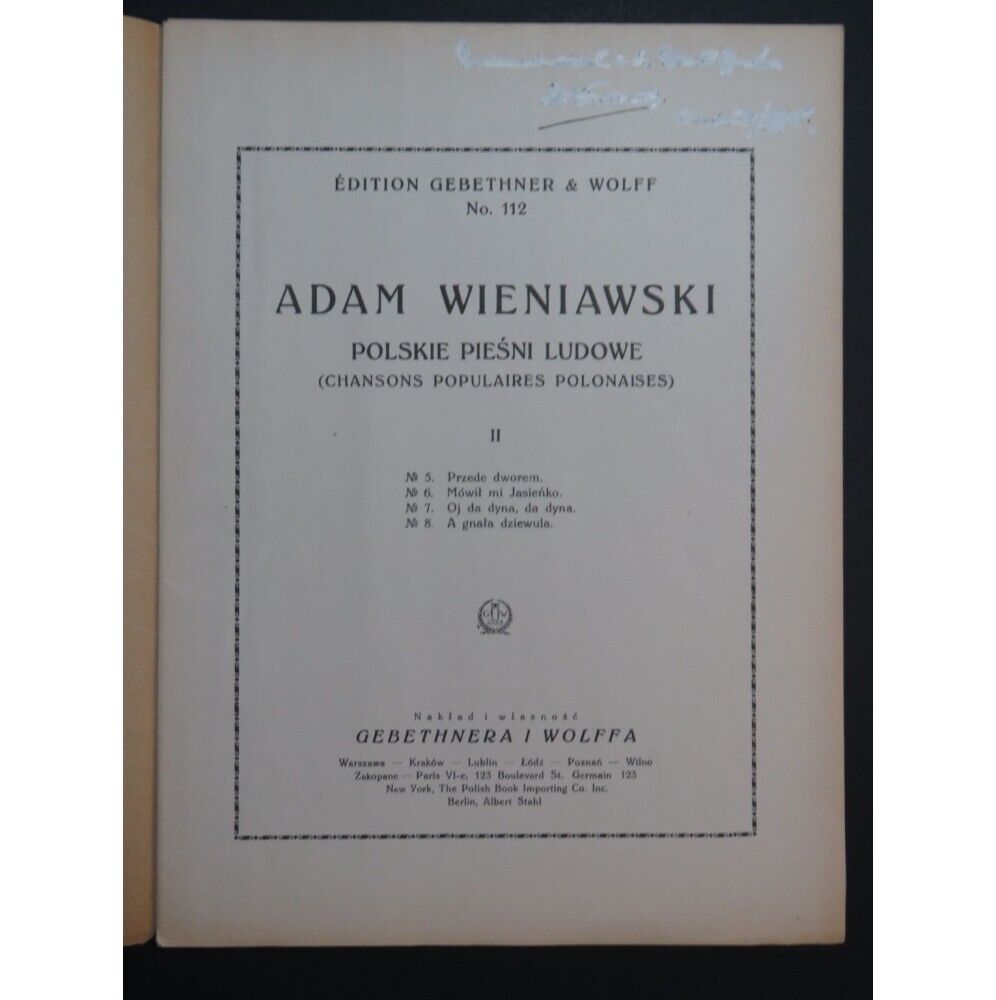 ÉDITION GEBETHNER & WOLFF
No. 112
ADAM WIENIAWSKI
POLSKIE PIEŚNI LUDOWE
(CHANSONS POPULAIRES POLONAISES)
II
№ 5. Przede dworem.
№ 6. Mówił mi Jasieńko.
№ 7. Oj da dyna, da dyna.
№ 8. A gnała dziewula.
G W
Nakład i własność
GEBETHNERA I WOLFFA
Warszawa — Kraków — Lublin — Łódź — Poznań — Wilno
Zakopane — Paris VI-e, 123 Boulevard St. Germain 123
New York, The Polish Book Importing Co. Inc.
Berlin, Albert Stahl